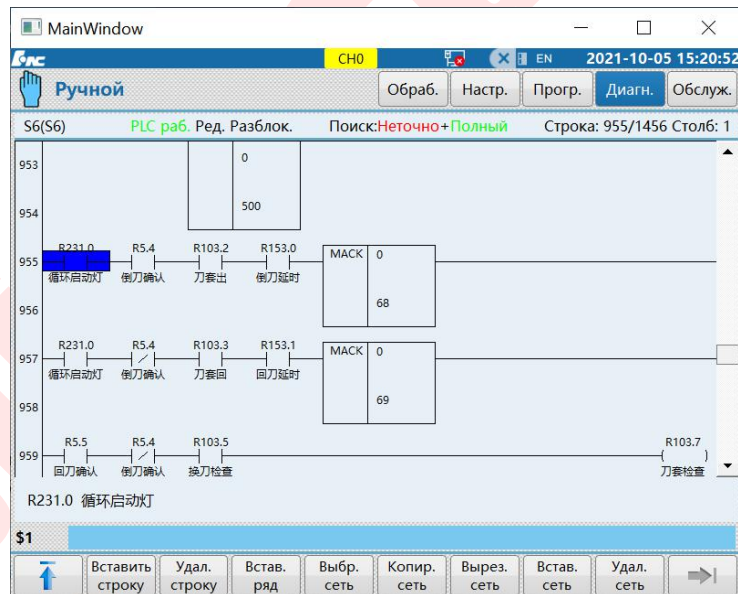 MainWindow
HNC CH0 EN 2021-10-05 15:20:52
Ручной Обраб. Настр. Прогр. Диагн. Обслуж.
S6(S6) PLC раб. Ред. Разблок. Поиск:Неточно+Полный Строка: 955/1456 Столб: 1
953 0
954 500
R231.0 R5.4 R103.2 R153.0
955 MACK 0
循环启动灯 倒刀确认 刀套出 倒刀延时
956 68
R231.0 R5.4 R103.3 R153.1
957 MACK 0
循环启动灯 倒刀确认 刀套回 回刀延时
958 69
R5.5 R5.4 R103.5 R103.7
959
回刀确认 倒刀确认 换刀检查 刀套检查
R231.0 循环启动灯
$1
Вставить строку Удал. строку Встав. ряд Выбр. сеть Копир. сеть Вырез. сеть Встав. сеть Удал. сеть